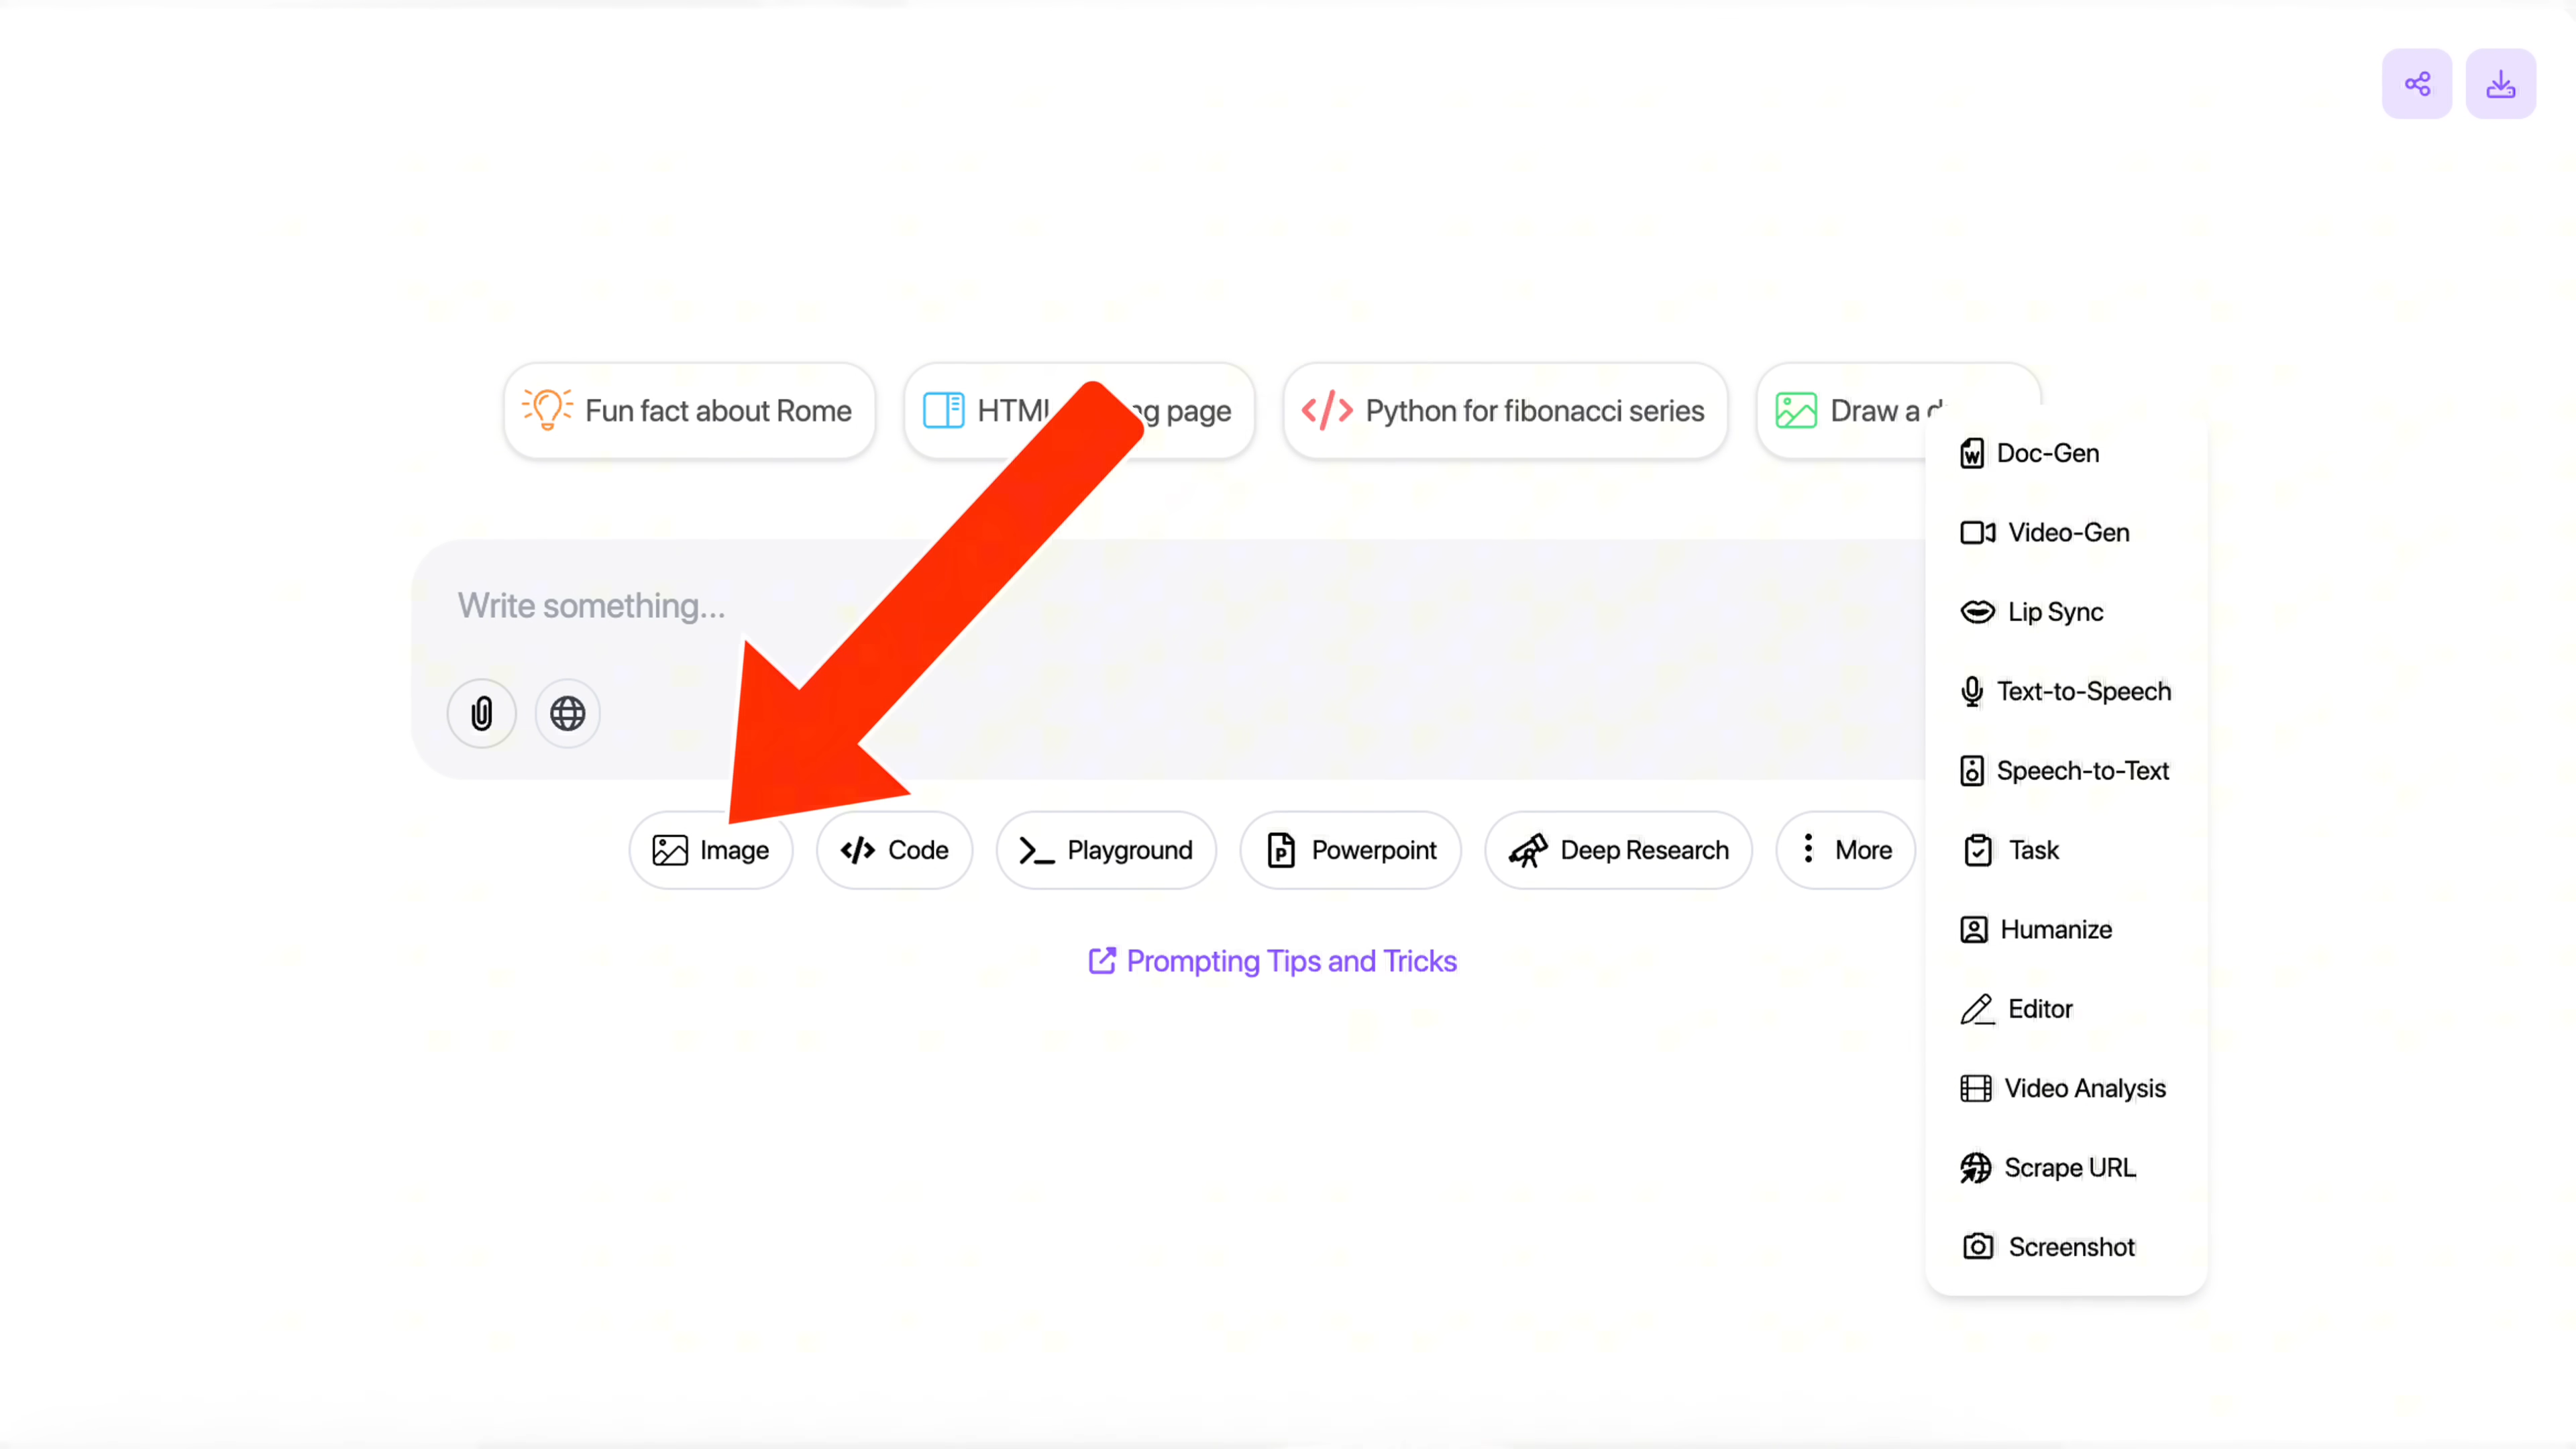 Fun fact about Rome
HTML page
Python for fibonacci series
Draw a
Write something...
Image
Code
Playground
Powerpoint
Deep Research
More
Prompting Tips and Tricks
Doc-Gen
Video-Gen
Lip Sync
Text-to-Speech
Speech-to-Text
Task
Humanize
Editor
Video Analysis
Scrape URL
Screenshot